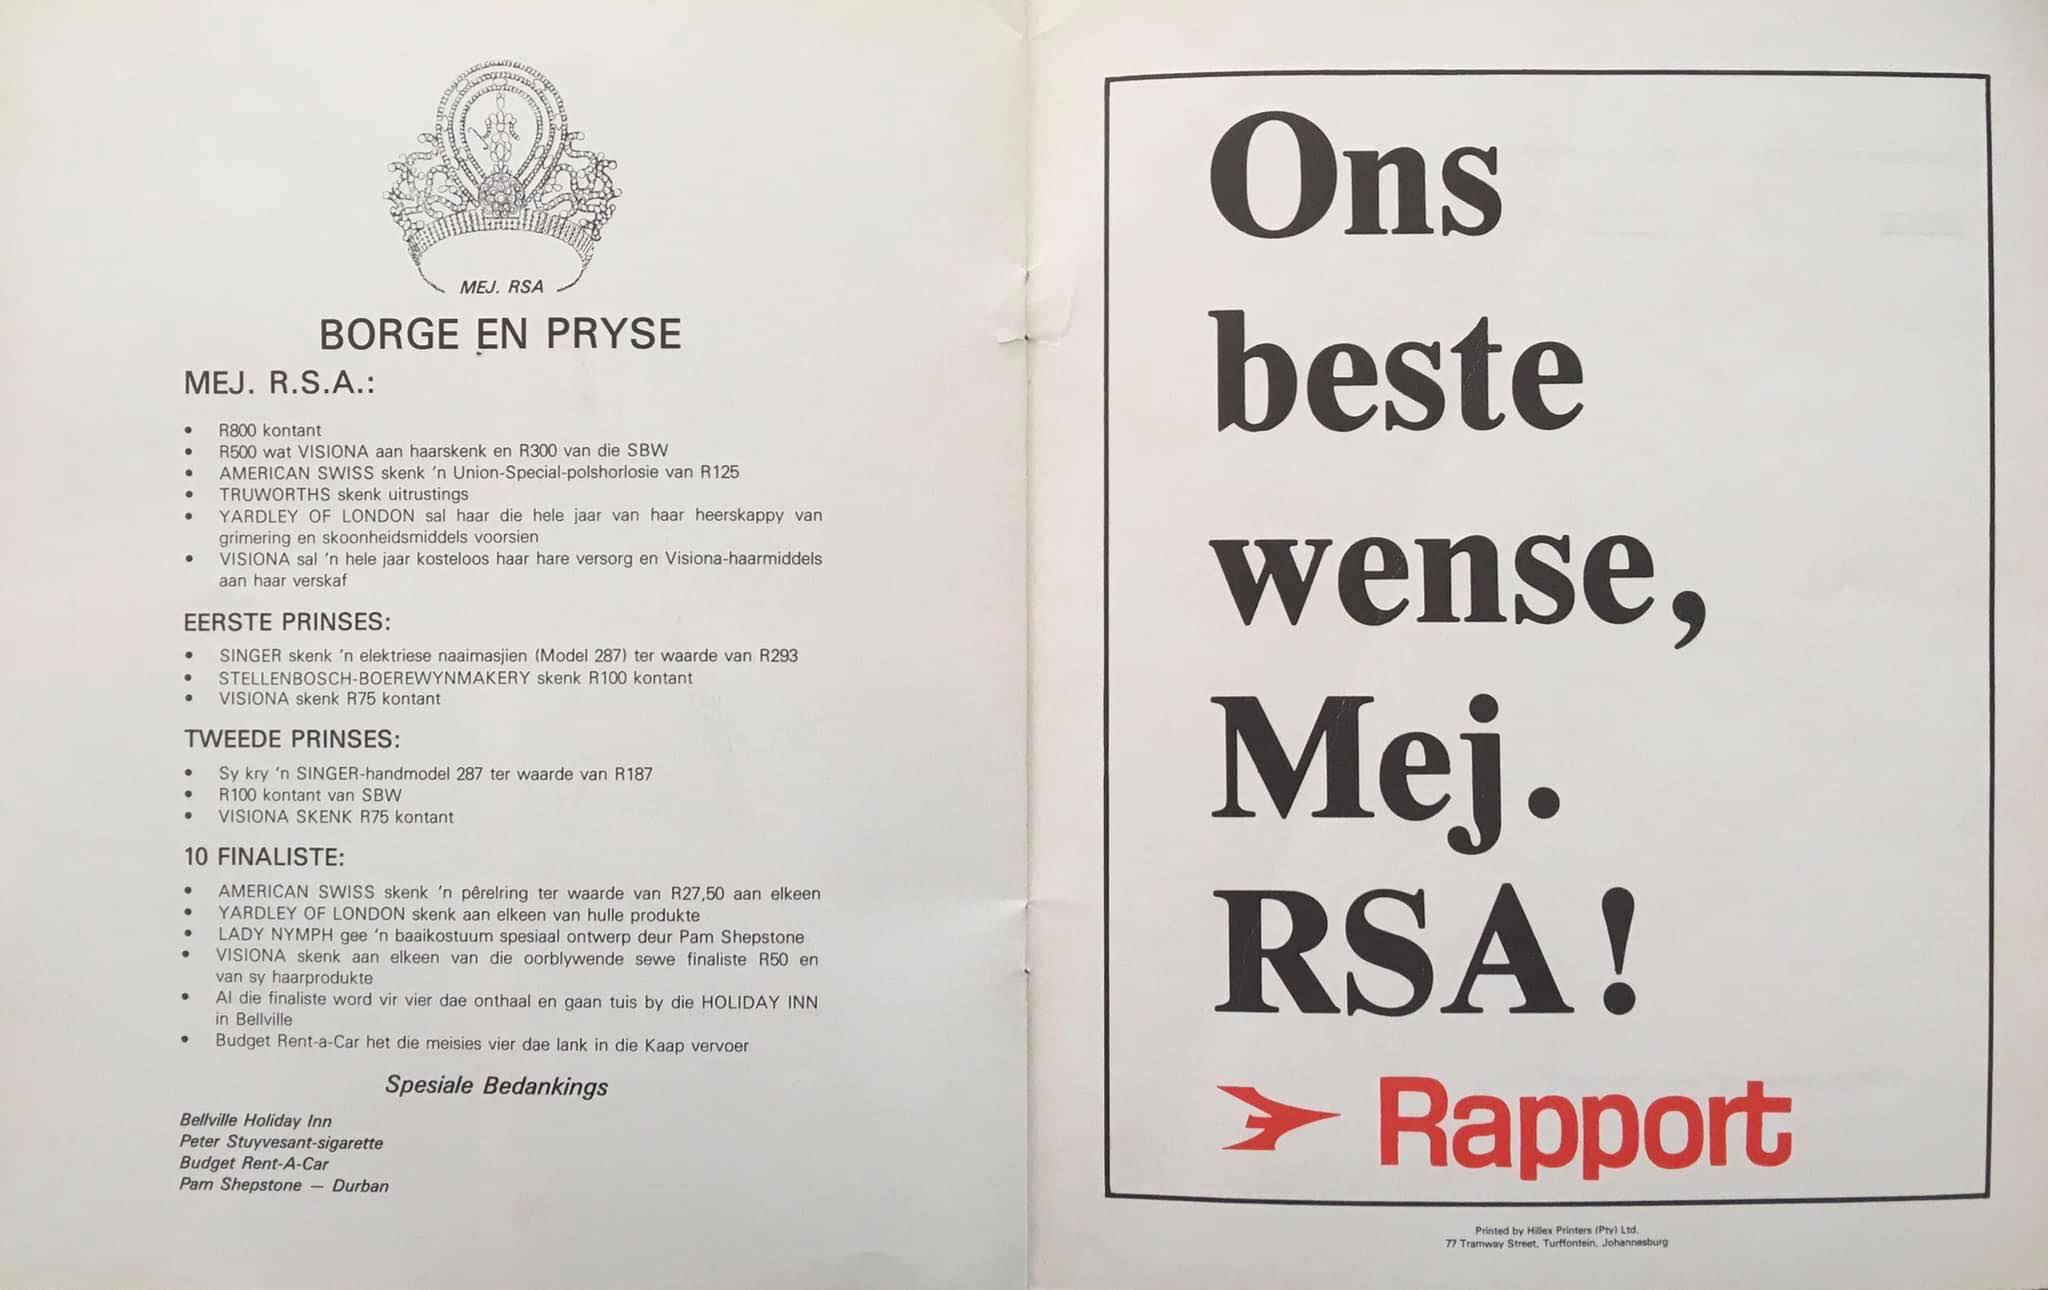 MEJ. RSA
BORGE EN PRYSE
MEJ. R.S.A.:
• R800 kontant
• R500 wat VISIONA aan haarskenk en R300 van die SBW
• AMERICAN SWISS skenk 'n Union-Special-polshorlosie van R125
• TRUWORTHS skenk uitrustings
• YARDLEY OF LONDON sal haar die hele jaar van haar heerskappy van
grimering en skoonheidsmiddels voorsien
• VISIONA sal 'n hele jaar kosteloos haar hare versorg en Visiona-haarmiddels
aan haar verskaf
EERSTE PRINSES:
• SINGER skenk 'n elektriese naaimasjien (Model 287) ter waarde van R293
• STELLENBOSCH-BOEREWYNMAKERY skenk R100 kontant
• VISIONA skenk R75 kontant
TWEEDE PRINSES:
• Sy kry 'n SINGER-handmodel 287 ter waarde van R187
• R100 kontant van SBW
• VISIONA SKENK R75 kontant
10 FINALISTE:
• AMERICAN SWISS skenk 'n pêrelring ter waarde van R27,50 aan elkeen
• YARDLEY OF LONDON skenk aan elkeen van hulle produkte
• LADY NYMPH gee 'n baaikostuum spesiaal ontwerp deur Pam Shepstone
• VISIONA skenk aan elkeen van die oorblywende sewe finaliste R50 en
van sy haarprodukte
• Al die finaliste word vir vier dae onthaal en gaan tuis by die HOLIDAY INN
in Bellville
• Budget Rent-a-Car het die meisies vier dae lank in die Kaap vervoer
Spesiale Bedankings
Bellville Holiday Inn
Peter Stuyvesant-sigarette
Budget Rent-A-Car
Pam Shepstone — Durban
Ons
beste
wense,
Mej.
RSA!
Rapport
Printed by Hillex Printers (Pty) Ltd.
77 Tramway Street, Turffontein, Johannesburg